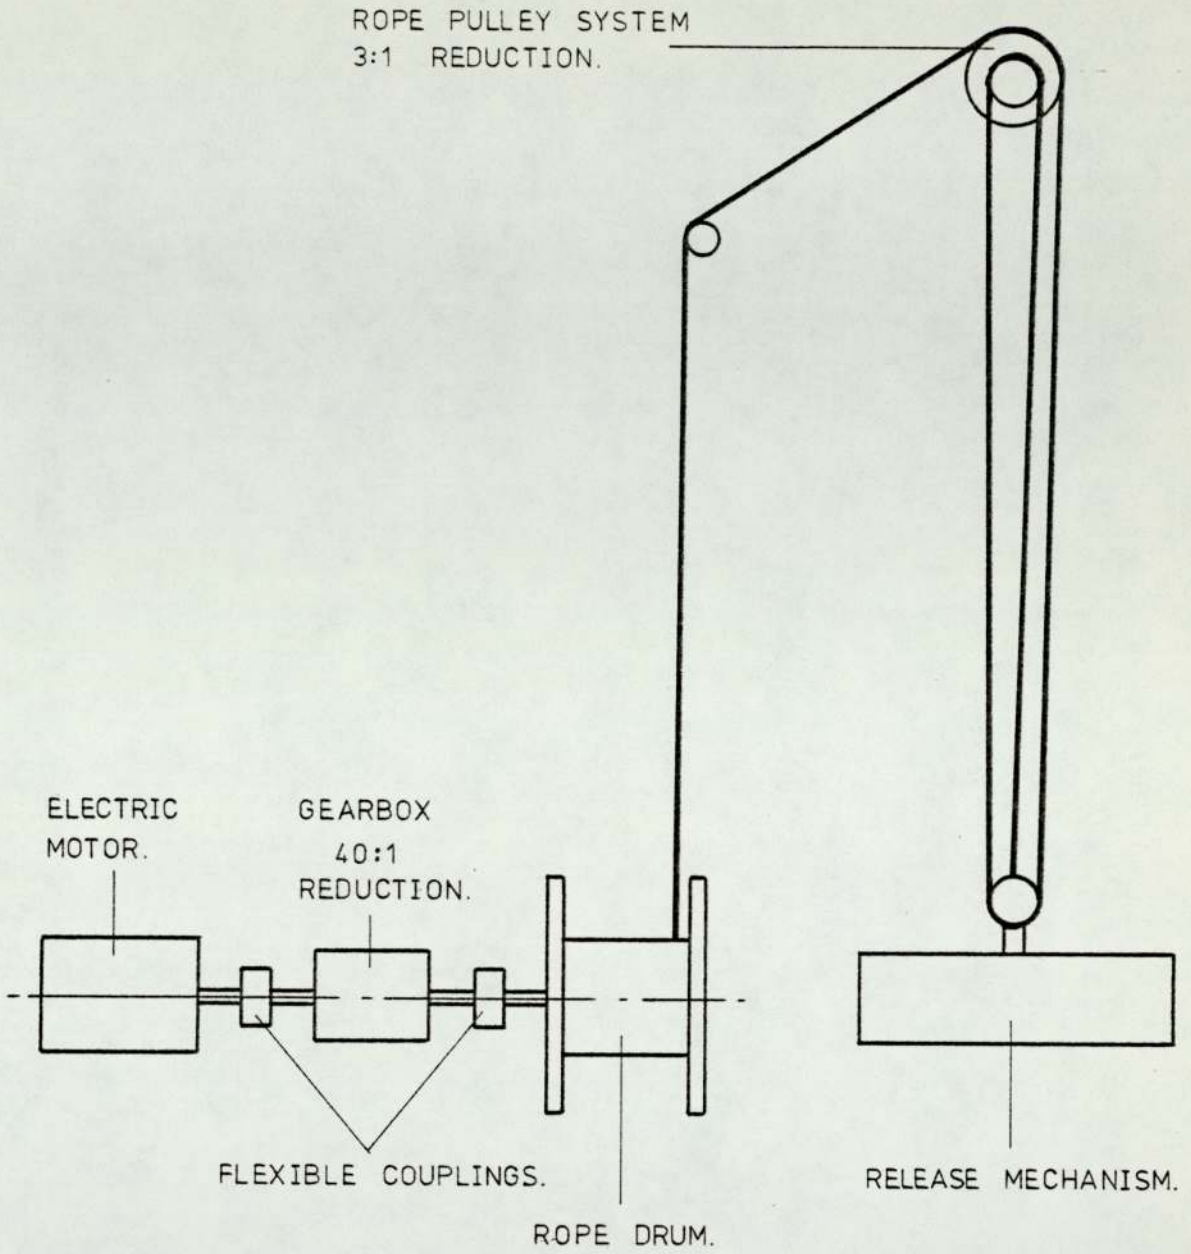 ROPE PULLEY SYSTEM
3:1 REDUCTION.
ELECTRIC
MOTOR.
GEARBOX
40:1
REDUCTION.
FLEXIBLE COUPLINGS.
ROPE DRUM.
RELEASE MECHANISM.